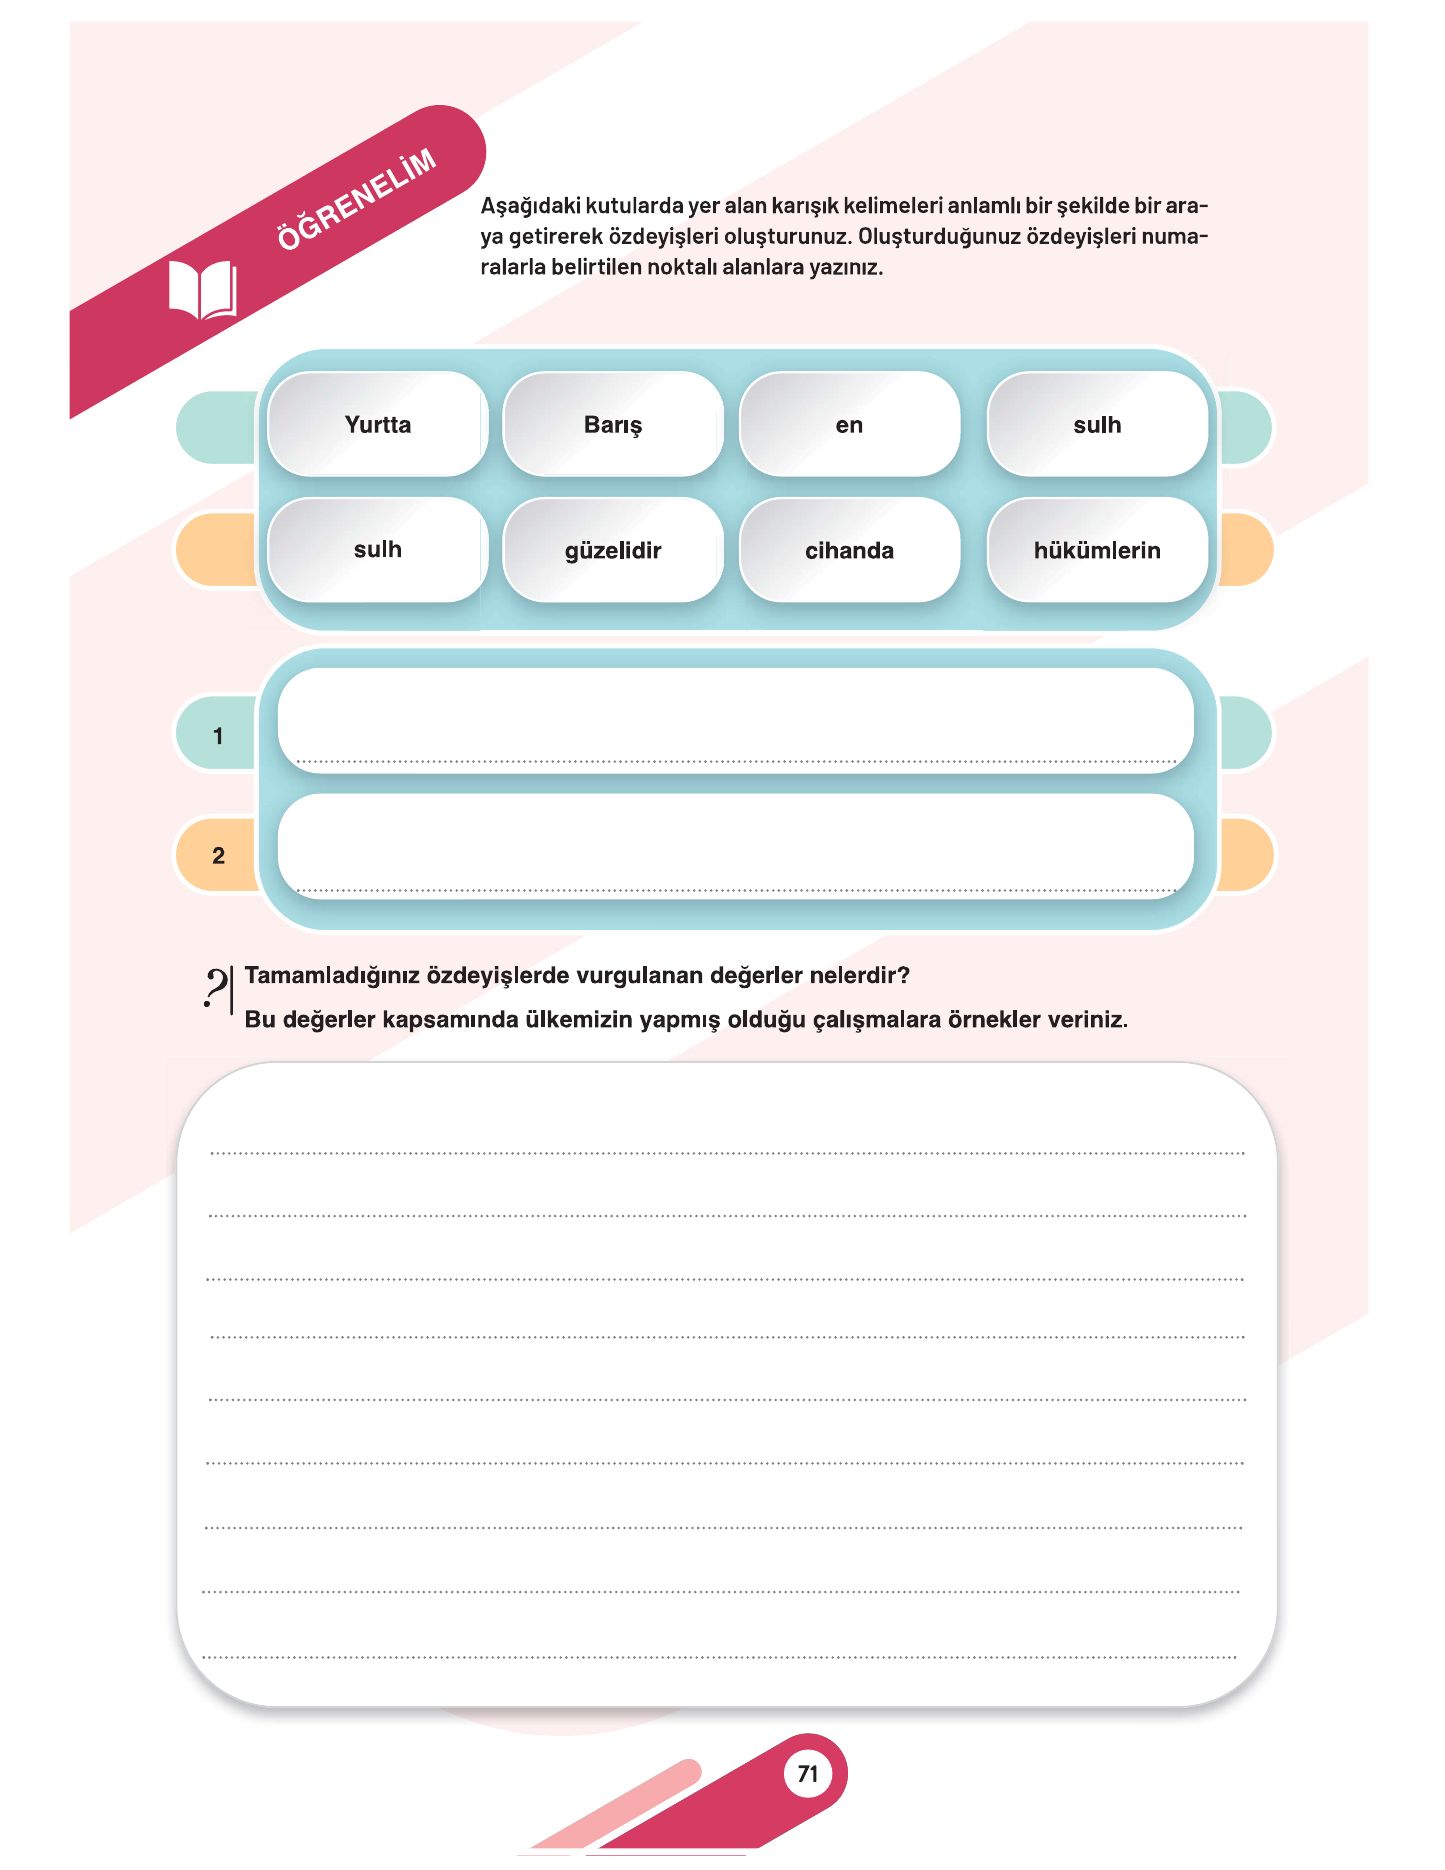 ÖĞRENELİM
Aşağıdaki kutularda yer alan karışık kelimeleri anlamlı bir şekilde bir ara-
ya getirerek özdeyişleri oluşturunuz. Oluşturduğunuz özdeyişleri numa-
ralarla belirtilen noktalı alanlara yazınız.
Yurtta Barış en sulh
sulh güzelidir cihanda hükümlerin
1
2
? Tamamladığınız özdeyişlerde vurgulanan değerler nelerdir?
Bu değerler kapsamında ülkemizin yapmış olduğu çalışmalara örnekler veriniz.
71